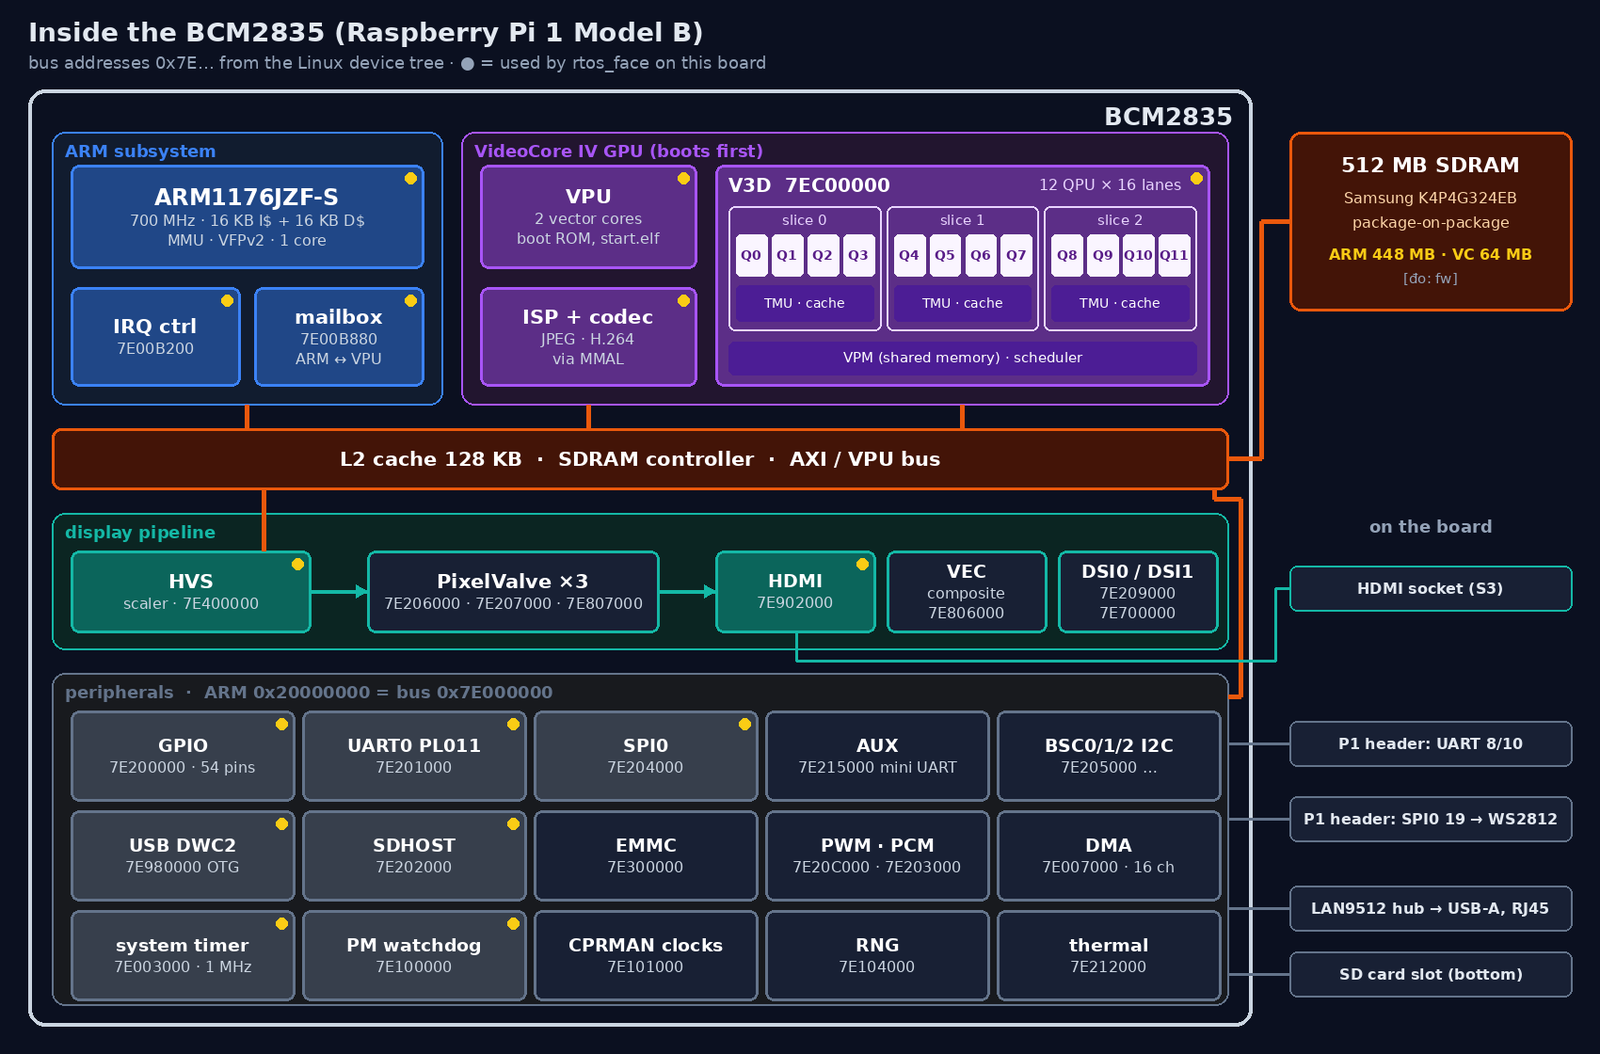 Inside the BCM2835 (Raspberry Pi 1 Model B)
bus addresses 0x7E... from the Linux device tree · ● = used by rtos_face on this board
BCM2835
ARM subsystem
ARM1176JZF-S
700 MHz · 16 KB I$ + 16 KB D$
MMU · VFPv2 · 1 core
IRQ ctrl
7E00B200
mailbox
7E00B880
ARM ↔ VPU
VideoCore IV GPU (boots first)
VPU
2 vector cores
boot ROM, start.elf
ISP + codec
JPEG · H.264
via MMAL
V3D 7EC00000
12 QPU × 16 lanes
slice 0
Q0 Q1 Q2 Q3
TMU · cache
slice 1
Q4 Q5 Q6 Q7
TMU · cache
slice 2
Q8 Q9 Q10 Q11
TMU · cache
VPM (shared memory) · scheduler
512 MB SDRAM
Samsung K4P4G324EB
package-on-package
ARM 448 MB · VC 64 MB
[đo: fw]
L2 cache 128 KB · SDRAM controller · AXI / VPU bus
display pipeline
HVS
scaler · 7E400000
PixelValve ×3
7E206000 · 7E207000 · 7E807000
HDMI
7E902000
VEC
composite
7E806000
DSI0 / DSI1
7E209000
7E700000
on the board
HDMI socket (S3)
peripherals · ARM 0x20000000 = bus 0x7E000000
GPIO
7E200000 · 54 pins
UART0 PL011
7E201000
SPI0
7E204000
AUX
7E215000 mini UART
BSC0/1/2 I2C
7E205000 ...
USB DWC2
7E980000 OTG
SDHOST
7E202000
EMMC
7E300000
PWM · PCM
7E20C000 · 7E203000
DMA
7E007000 · 16 ch
system timer
7E003000 · 1 MHz
PM watchdog
7E100000
CPRMAN clocks
7E101000
RNG
7E104000
thermal
7E212000
P1 header: UART 8/10
P1 header: SPI0 19 → WS2812
LAN9512 hub → USB-A, RJ45
SD card slot (bottom)